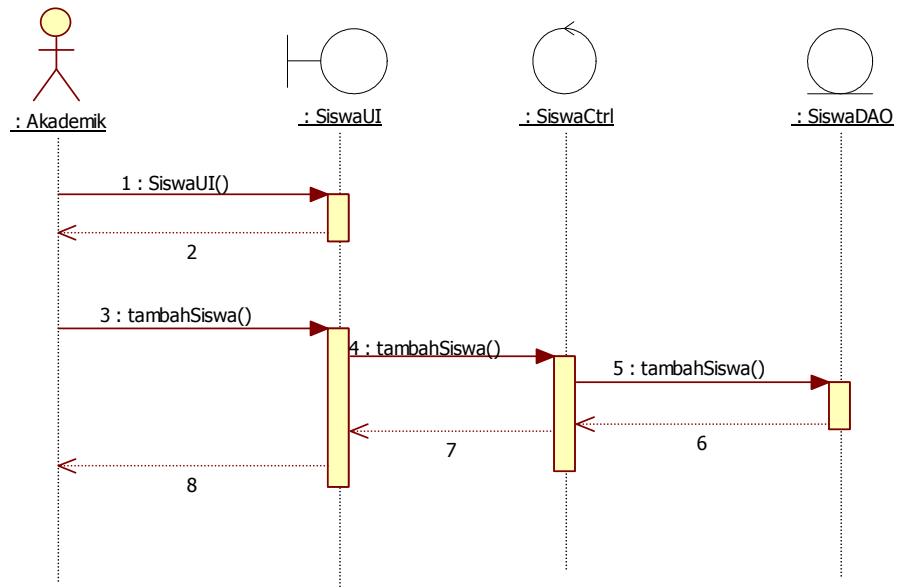 : Akademik
: SiswaUI
: SiswaCtrl
: SiswaDAO
1 : SiswaUI()
2
3 : tambahSiswa()
4 : tambahSiswa()
5 : tambahSiswa()
6
7
8